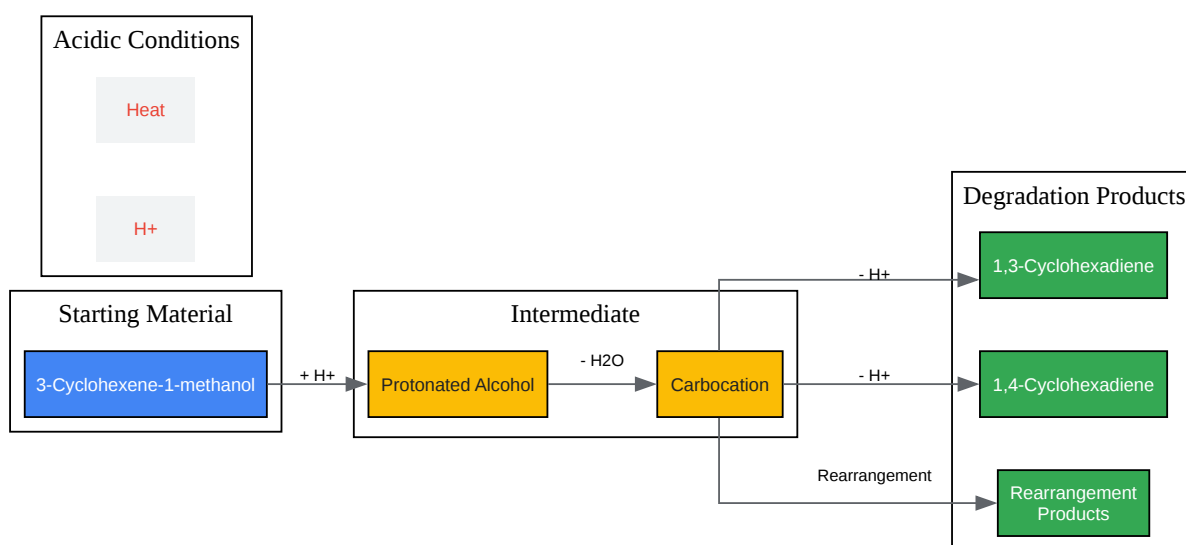 Acidic Conditions
Heat
H+
Starting Material
3-Cyclohexene-1-methanol
+ H+
Intermediate
Protonated Alcohol
- H2O
Carbocation
- H+
- H+
Rearrangement
Degradation Products
1,3-Cyclohexadiene
1,4-Cyclohexadiene
Rearrangement
Products